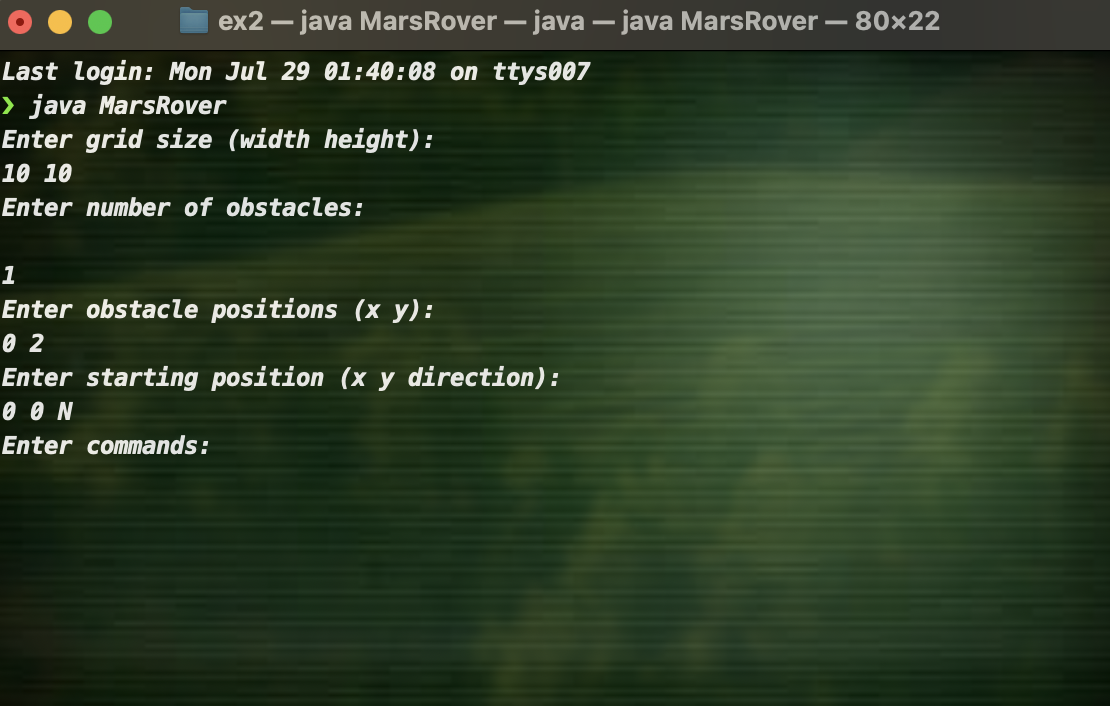 ex2 — java MarsRover — java — java MarsRover — 80×22
Last login: Mon Jul 29 01:40:08 on ttys007
❯ java MarsRover
Enter grid size (width height):
10 10
Enter number of obstacles:
1
Enter obstacle positions (x y):
0 2
Enter starting position (x y direction):
0 0 N
Enter commands: